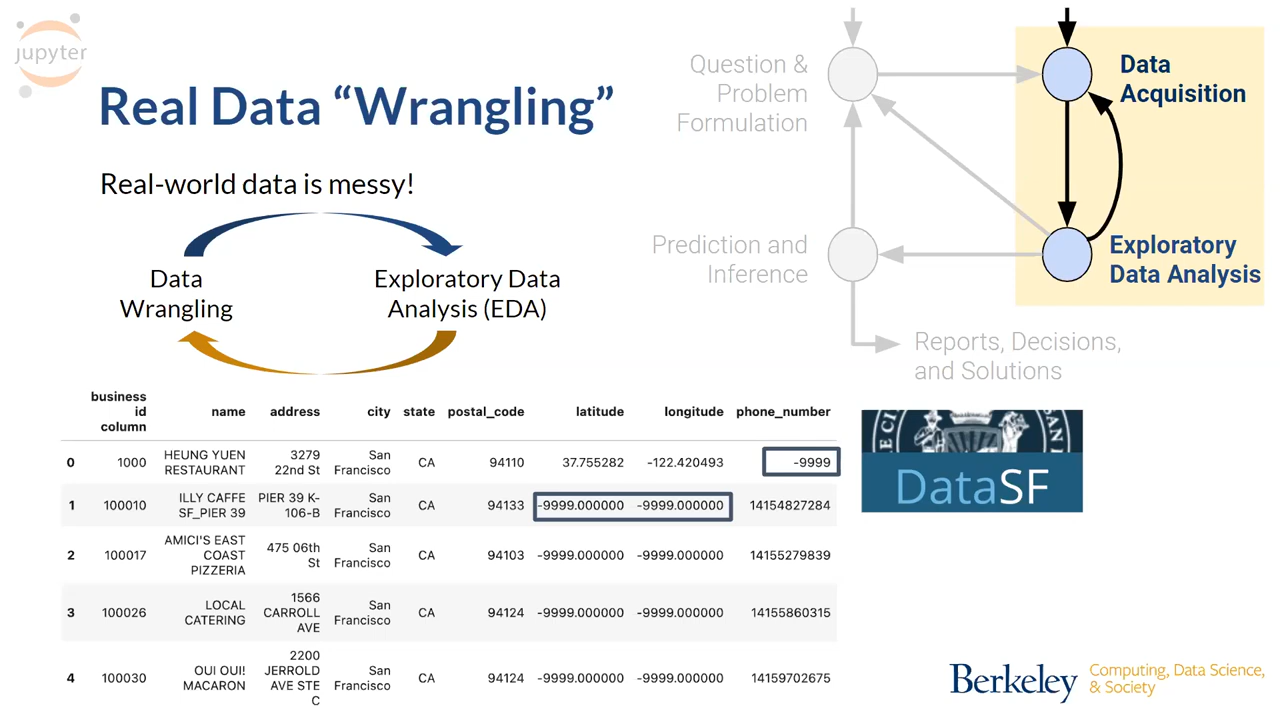 jupyter
Real Data “Wrangling”
Real-world data is messy!
Data
Wrangling
Exploratory Data
Analysis (EDA)
Question &
Problem
Formulation
Data
Acquisition
Prediction and
Inference
Exploratory
Data Analysis
Reports, Decisions,
and Solutions
business
id
column name address city state postal_code latitude longitude phone_number
0 1000 HEUNG YUEN RESTAURANT 3279 22nd St San Francisco CA 94110 37.755282 -122.420493 -9999
1 100010 ILLY CAFFE SF_PIER 39 PIER 39 K-106-B San Francisco CA 94133 -9999.000000 -9999.000000 14154827284
2 100017 AMICI'S EAST COAST PIZZERIA 475 06th St San Francisco CA 94103 -9999.000000 -9999.000000 14155279839
3 100026 LOCAL CATERING 1566 CARROLL AVE San Francisco CA 94124 -9999.000000 -9999.000000 14155860315
4 100030 OUI OUI! MACARON 2200 JERROLD AVE STE C San Francisco CA 94124 -9999.000000 -9999.000000 14159702675
DataSF
Berkeley
Computing, Data Science,
& Society